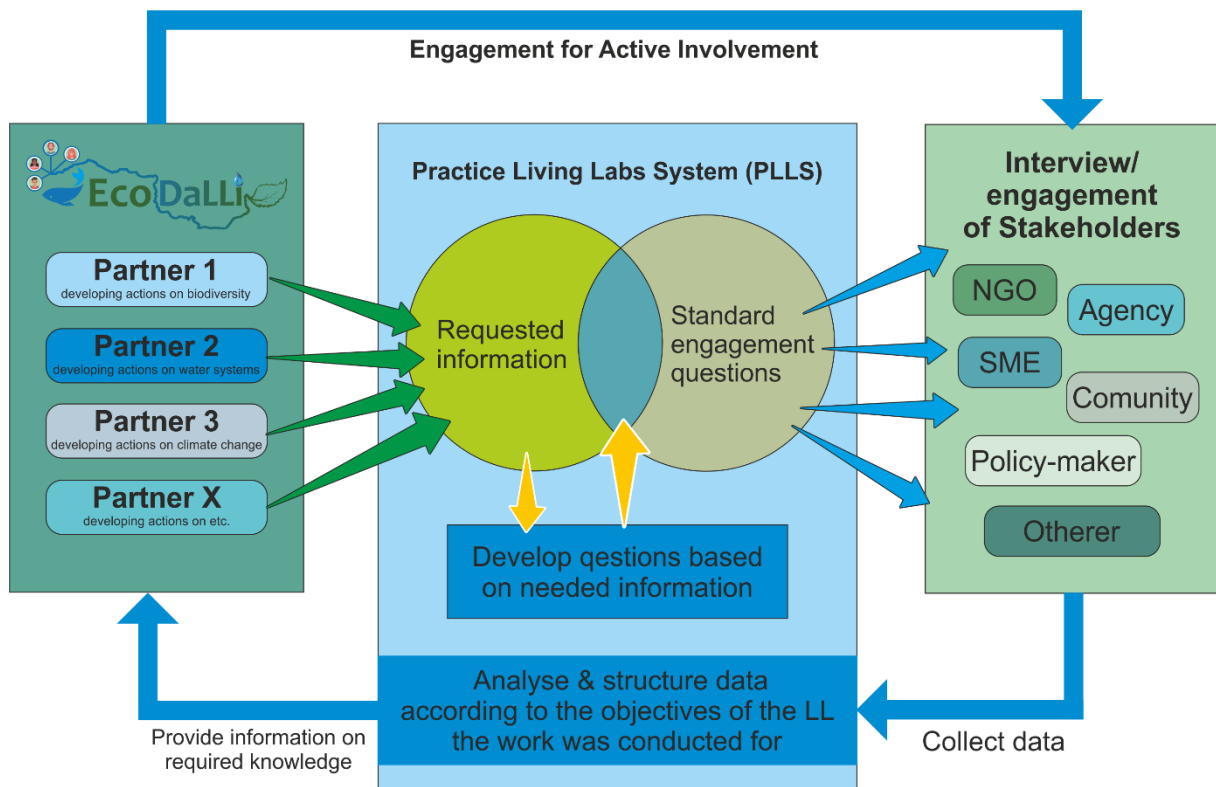 Engagement for Active Involvement
EcoDaLLi
Partner 1
developing actions on biodiversity
Partner 2
developing actions on water systems
Partner 3
developing actions on climate change
Partner X
developing actions on etc.
Practice Living Labs System (PLLS)
Requested
information
Standard
engagement
questions
Develop qestions based
on needed information
Analyse & structure data
according to the objectives of the LL
the work was conducted for
Interview/
engagement
of Stakeholders
NGO
Agency
SME
Comunity
Policy-maker
Otherer
Provide information on
required knowledge
Collect data